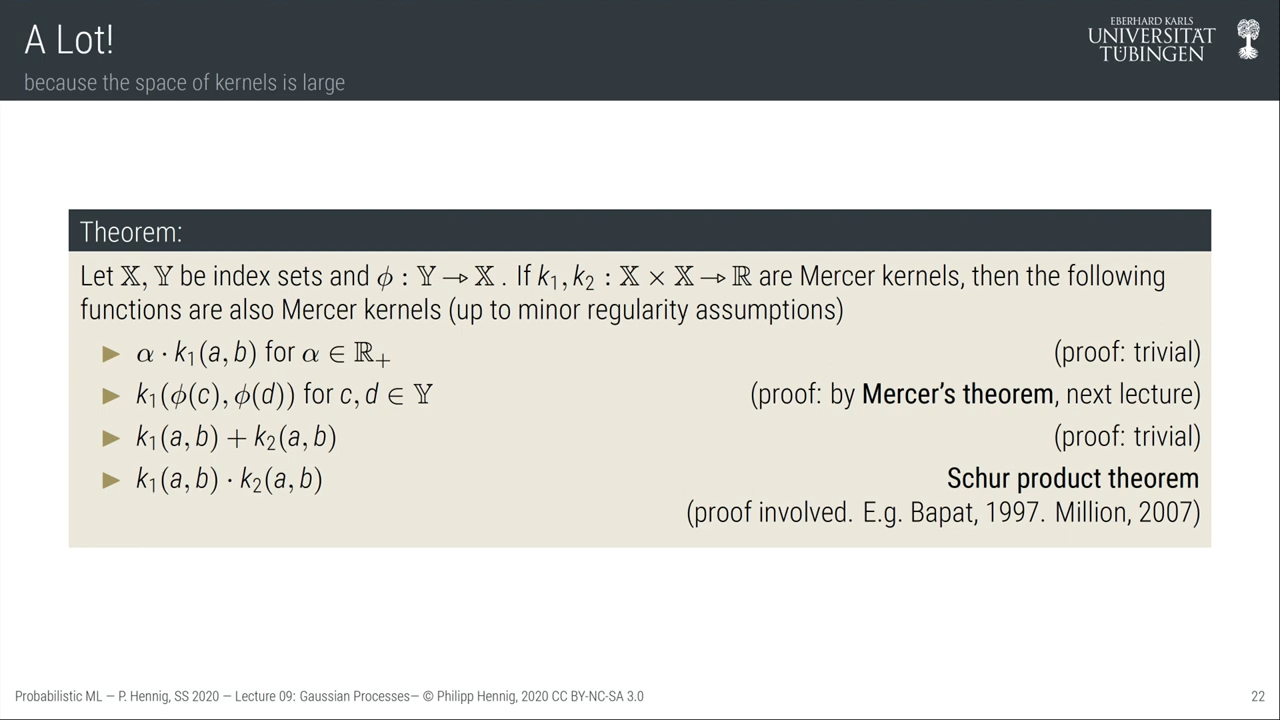 A Lot!
because the space of kernels is large
EBERHARD KARLS
UNIVERSITÄT
TÜBINGEN
Theorem:
Let 𝕏, 𝕐 be index sets and ϕ : 𝕐 → 𝕏 . If k₁, k₂ : 𝕏 × 𝕏 → ℝ are Mercer kernels, then the following
functions are also Mercer kernels (up to minor regularity assumptions)
▶ α · k₁(a, b) for α ∈ ℝ₊ (proof: trivial)
▶ k₁(ϕ(c), ϕ(d)) for c, d ∈ 𝕐 (proof: by Mercer's theorem, next lecture)
▶ k₁(a, b) + k₂(a, b) (proof: trivial)
▶ k₁(a, b) · k₂(a, b) Schur product theorem
(proof involved. E.g. Bapat, 1997. Million, 2007)
Probabilistic ML — P. Hennig, SS 2020 — Lecture 09: Gaussian Processes— © Philipp Hennig, 2020 CC BY-NC-SA 3.0 22